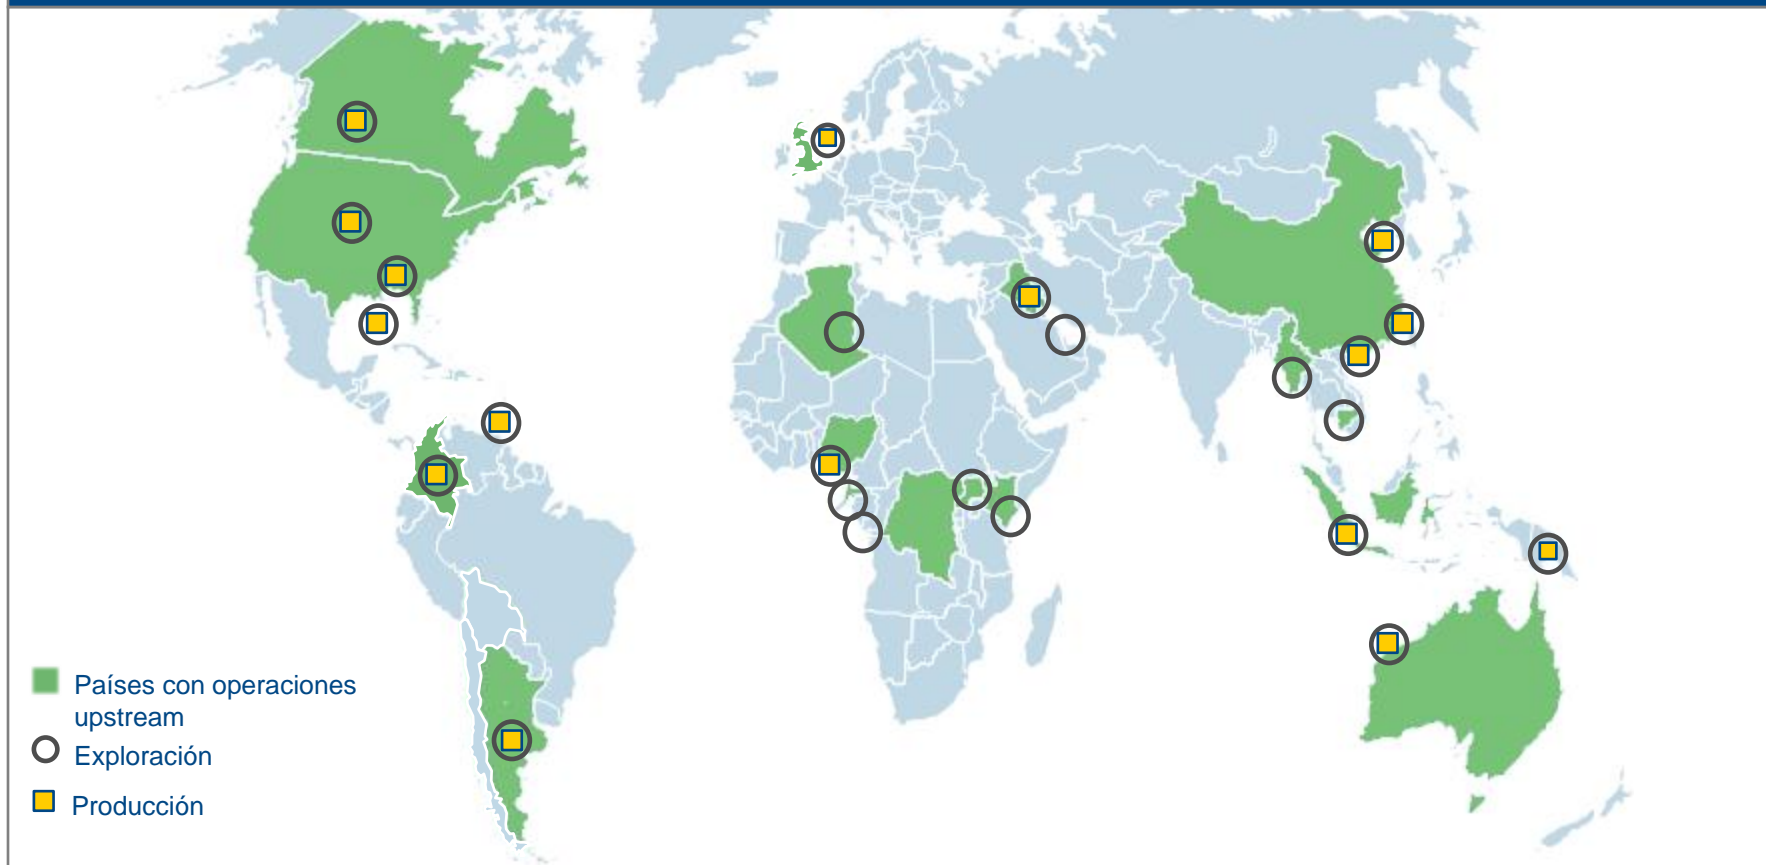 Países con operaciones
upstream
Exploración
Producción